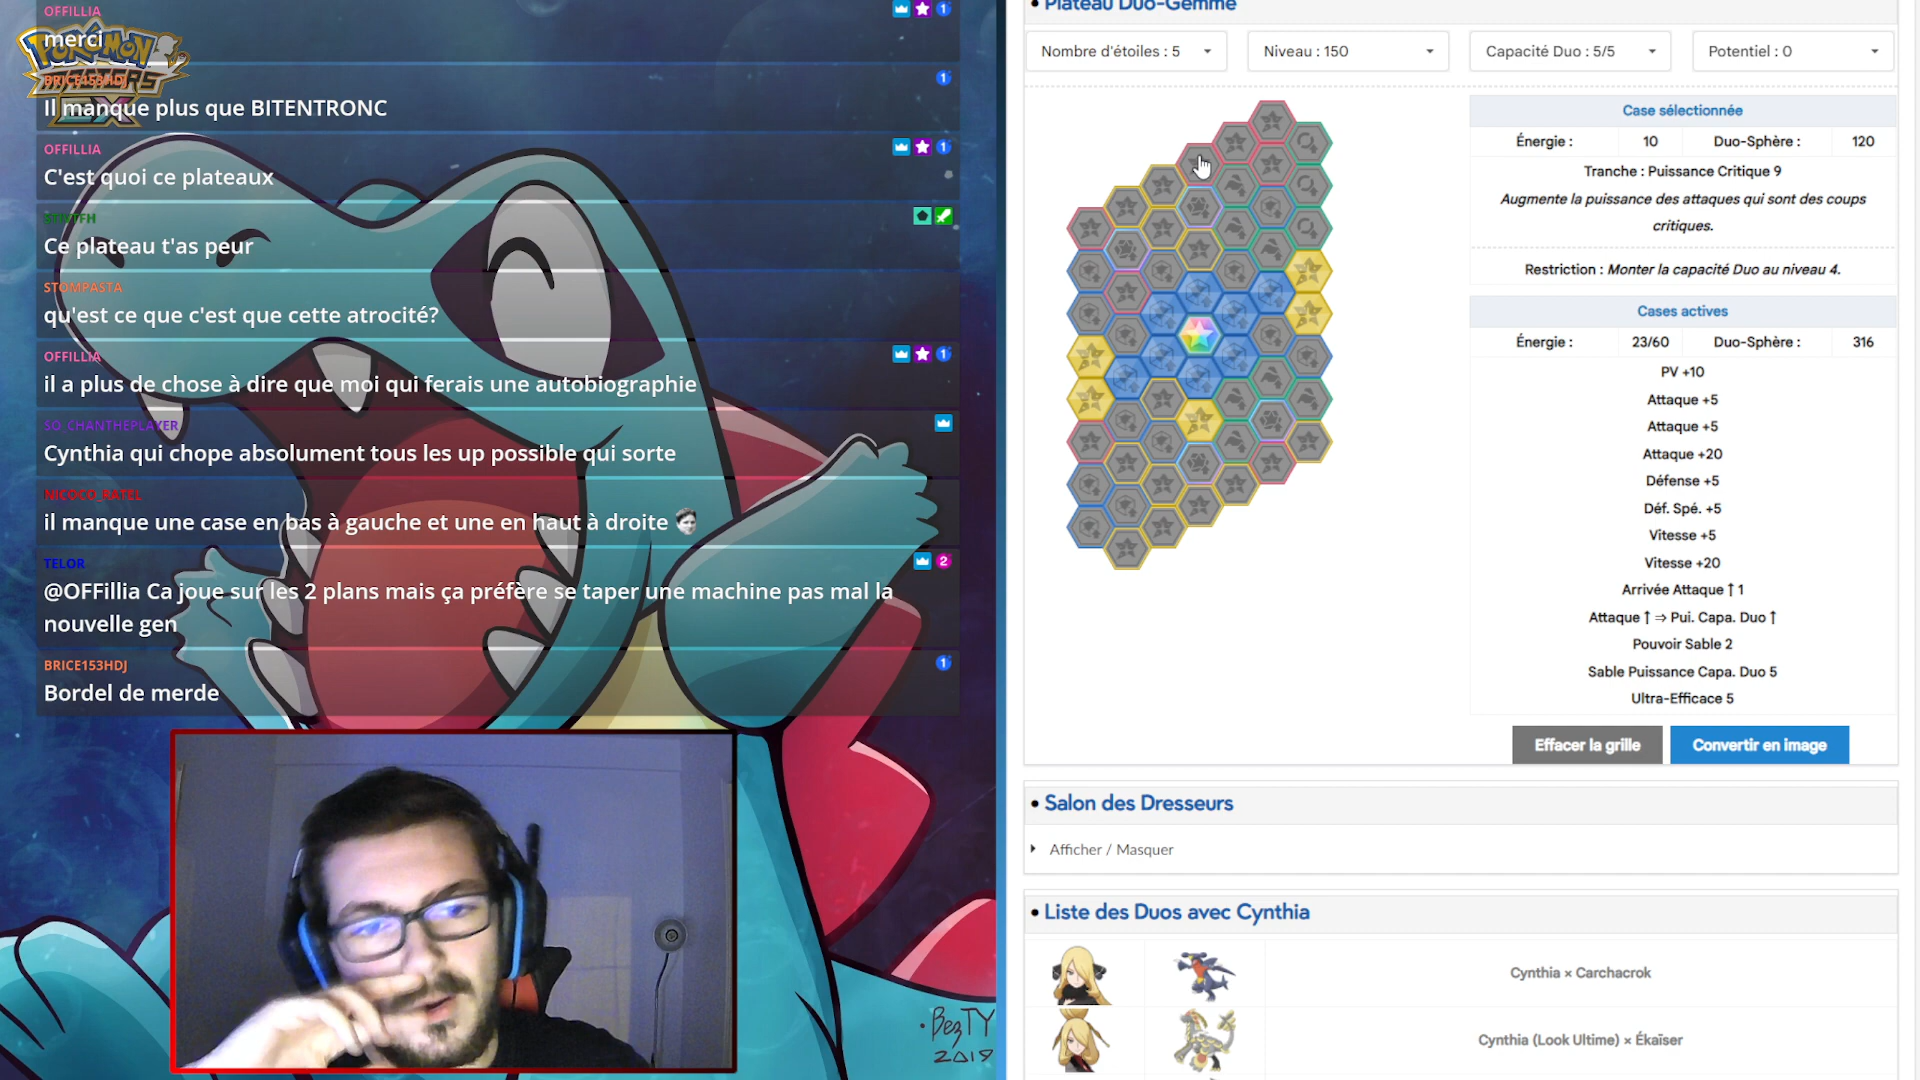 OFFILLIA
merci
POKÉMON
MASTERS
EX
BRICE153HDJ
Il manque plus que BITENTRONC
OFFILLIA
C'est quoi ce plateaux
Ce plateau t'as peur
STOMPASTA
qu'est ce que c'est que cette atrocité?
OFFILLIA
il a plus de chose à dire que moi qui ferais une autobiographie
SO_CHANTHEPLAYER
Cynthia qui chope absolument tous les up possible qui sorte
NICOCO_RATEL
il manque une case en bas à gauche et une en haut à droite
TELOR
@OFFillia Ca joue sur les 2 plans mais ça préfère se taper une machine pas mal la
nouvelle gen
BRICE153HDJ
Bordel de merde
BezTY
2019
• Plateau Duo-Gemme
Nombre d'étoiles : 5
Niveau : 150
Capacité Duo : 5/5
Potentiel : 0
Case sélectionnée
Énergie : 10 Duo-Sphère : 120
Tranche : Puissance Critique 9
Augmente la puissance des attaques qui sont des coups
critiques.
Restriction : Monter la capacité Duo au niveau 4.
Cases actives
Énergie : 23/60 Duo-Sphère : 316
PV +10
Attaque +5
Attaque +5
Attaque +20
Défense +5
Déf. Spé. +5
Vitesse +5
Vitesse +20
Arrivée Attaque ↑ 1
Attaque ↑ ⇒ Pui. Capa. Duo ↑
Pouvoir Sable 2
Sable Puissance Capa. Duo 5
Ultra-Efficace 5
Effacer la grille
Convertir en image
• Salon des Dresseurs
Afficher / Masquer
• Liste des Duos avec Cynthia
Cynthia × Carchacrok
Cynthia (Look Ultime) × Ékaïser